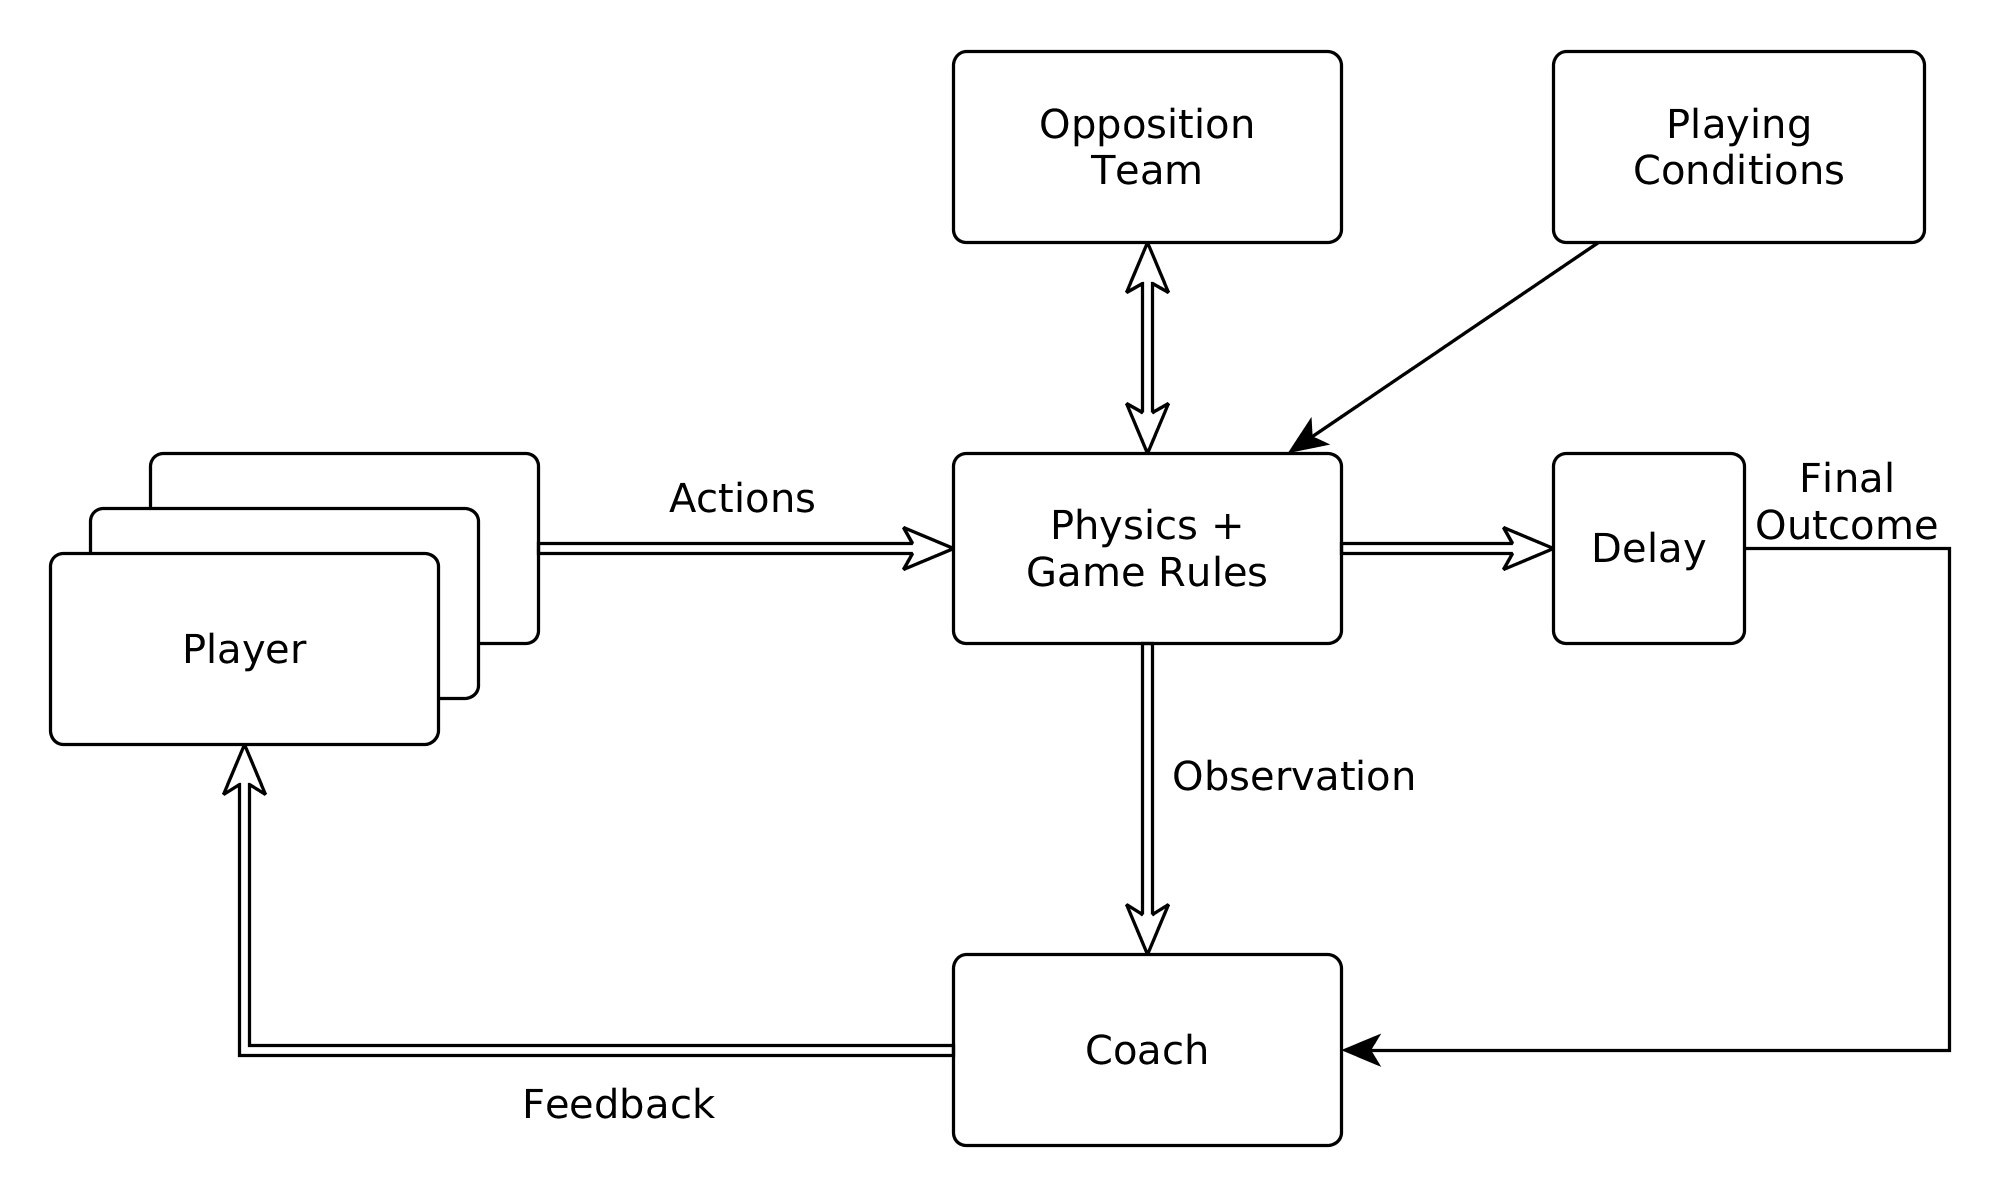 Opposition
Team
Playing
Conditions
Actions
Physics +
Game Rules
Delay
Final
Outcome
Player
Observation
Coach
Feedback